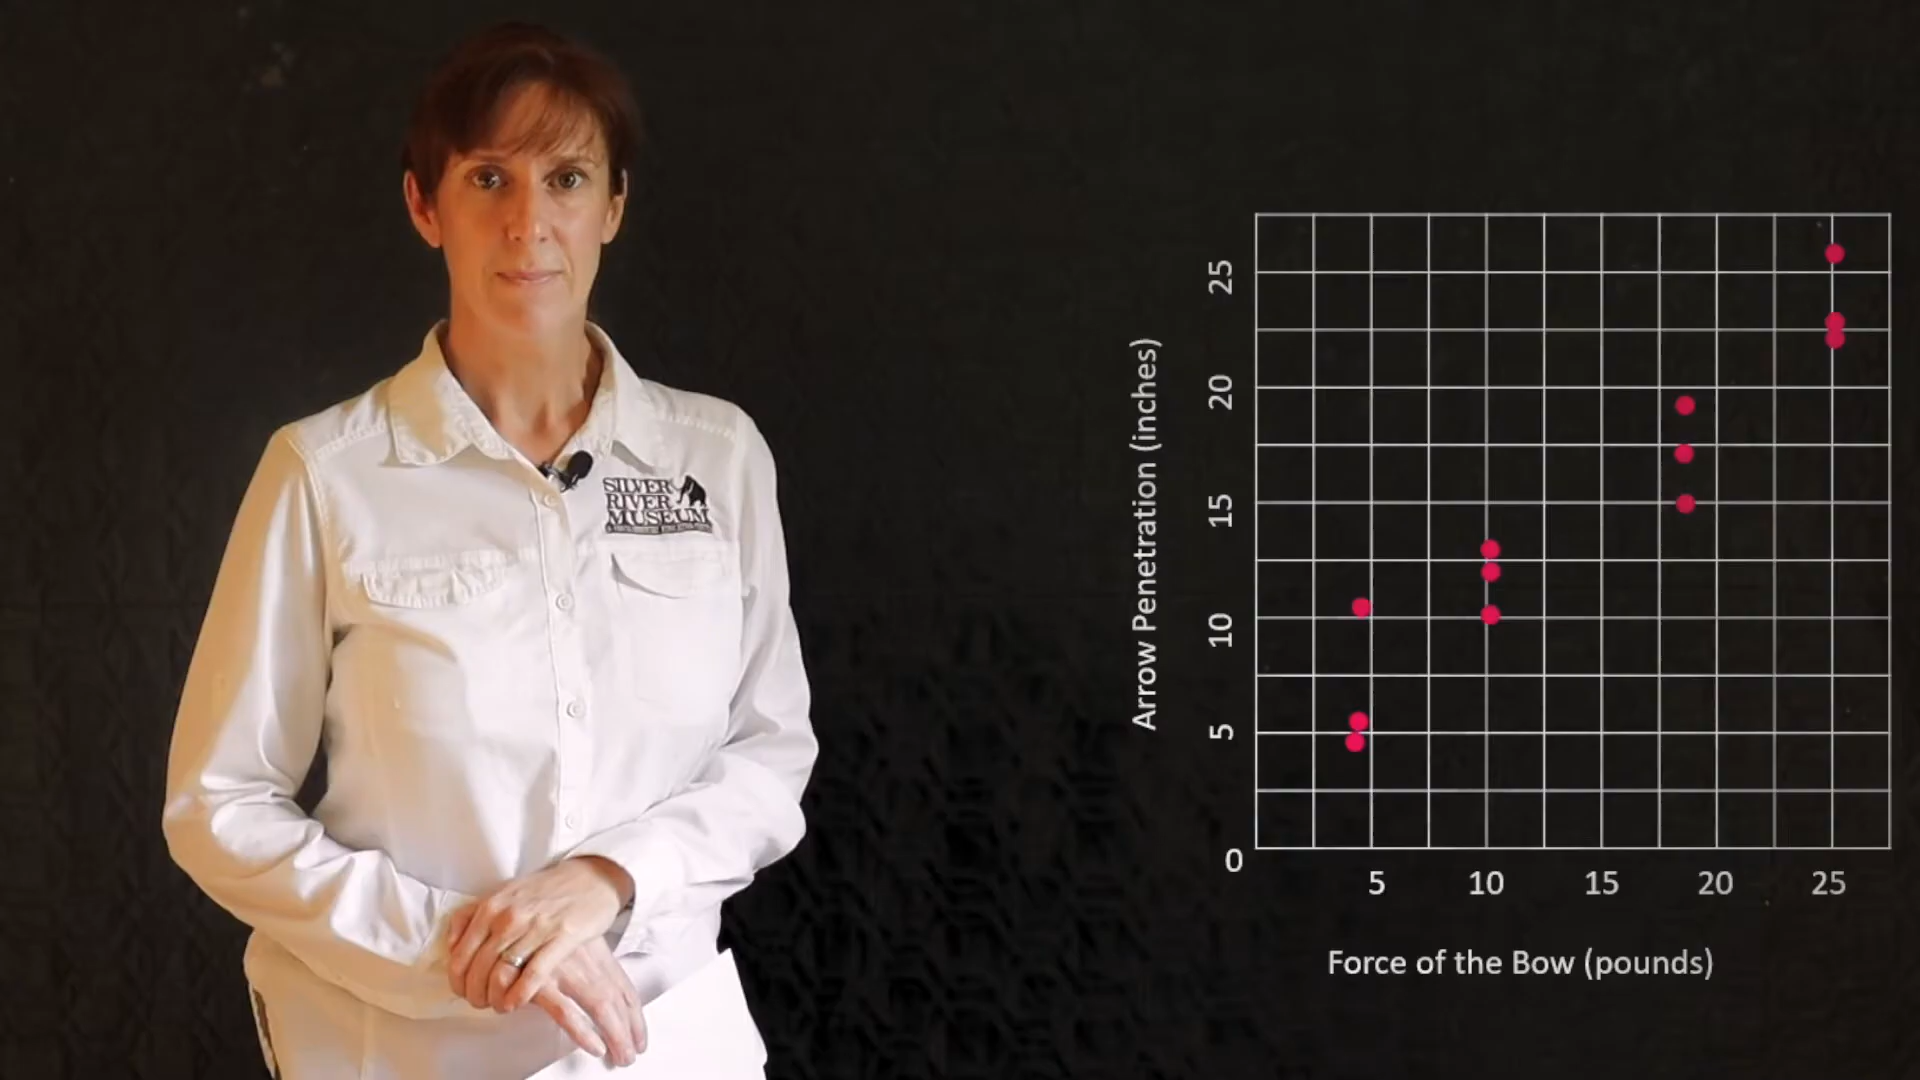 SILVER
RIVER
MUSEUM
Arrow Penetration (inches)
25
20
15
10
5
0
5 10 15 20 25
Force of the Bow (pounds)